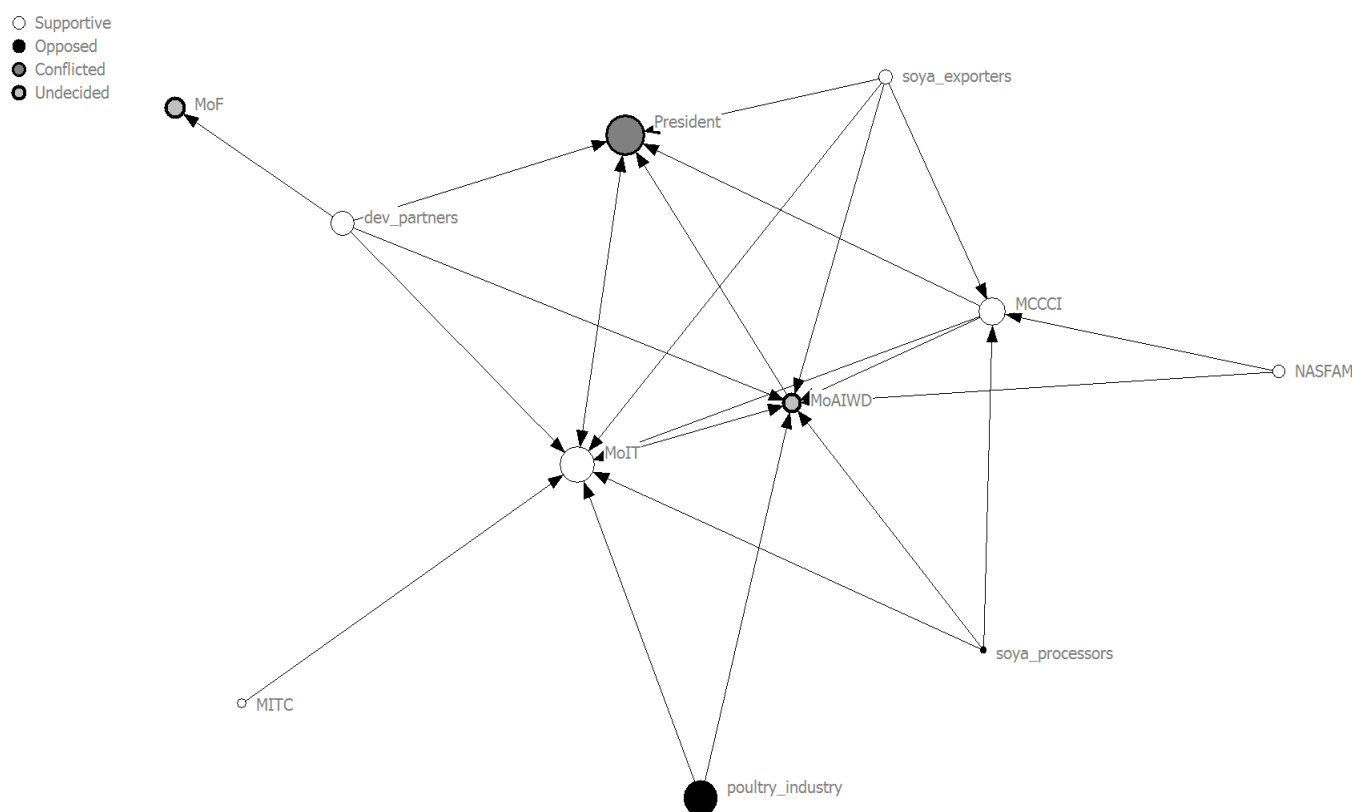 Supportive
Opposed
Conflicted
Undecided
soya_exporters
MoF
President
dev_partners
MCCCI
NASFAM
MoAIWD
MoIT
soya_processors
MITC
poultry_industry